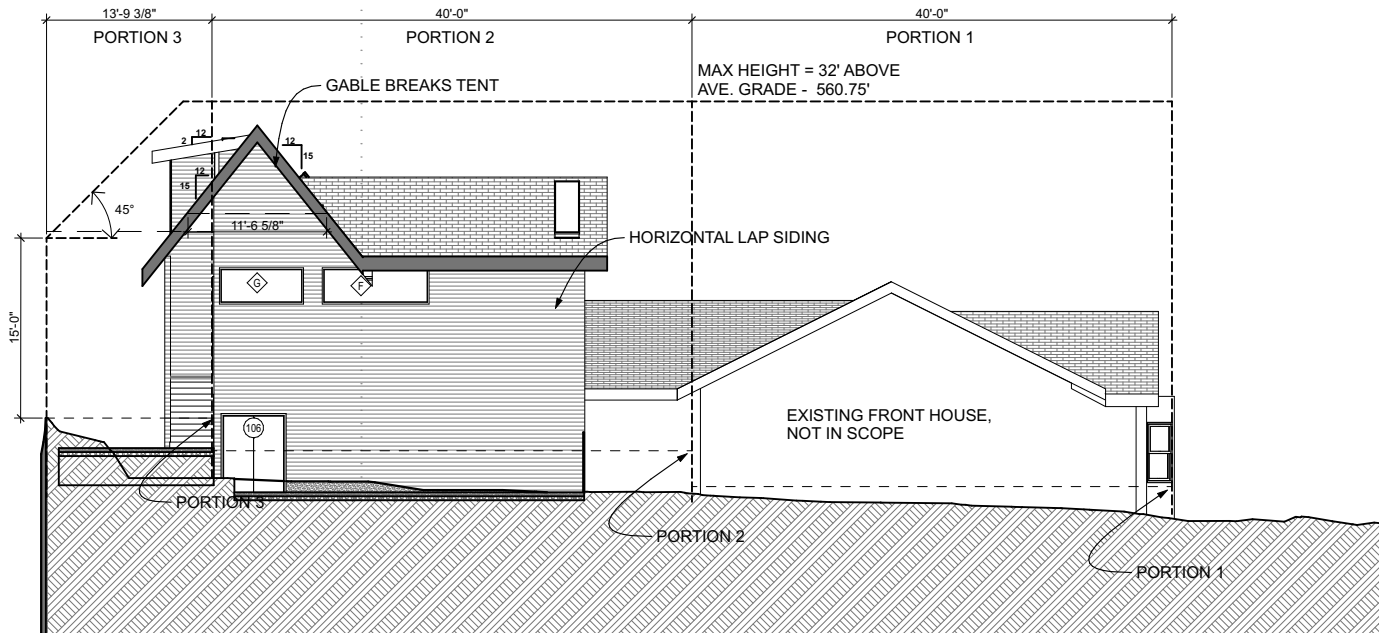 13'-9 3/8"
40'-0"
40'-0"
PORTION 3
PORTION 2
PORTION 1
MAX HEIGHT = 32' ABOVE
AVE. GRADE -  560.75'
GABLE BREAKS TENT
12
2
12
15
12
15
45°
11'-6 5/8"
HORIZONTAL LAP SIDING
G
F
15'-0"
EXISTING FRONT HOUSE,
NOT IN SCOPE
106
PORTION 3
PORTION 2
PORTION 1